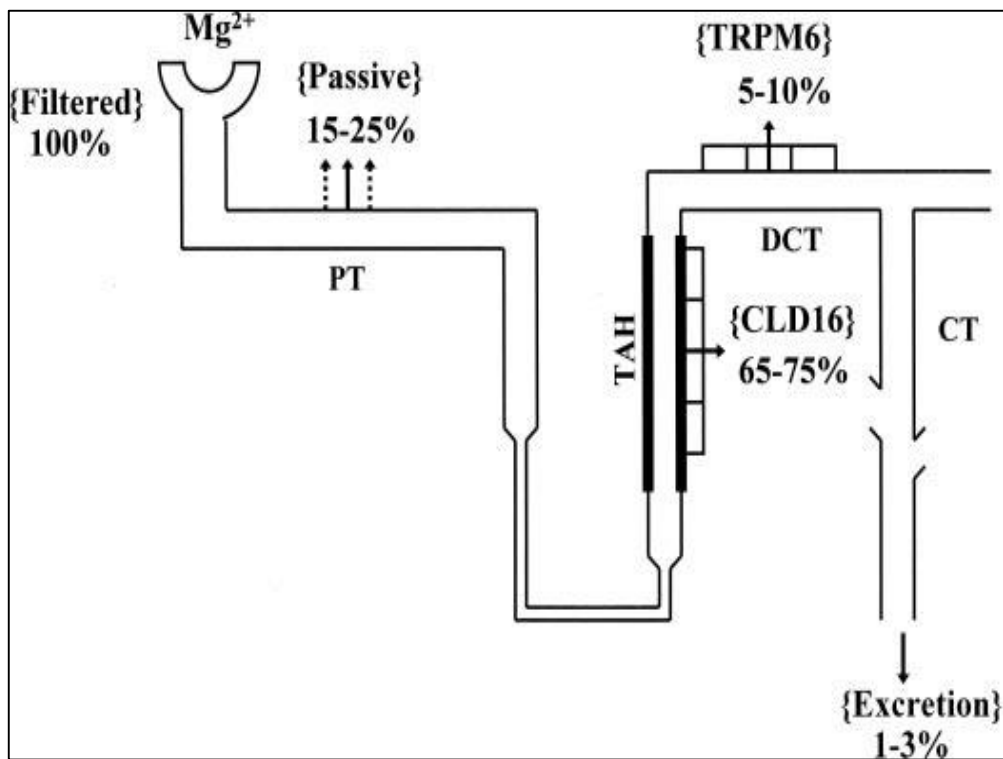 Mg²⁺
{Filtered}
100%
{Passive}
15-25%
PT
{TRPM6}
5-10%
DCT
TAH
{CLD16}
65-75%
CT
{Excretion}
1-3%